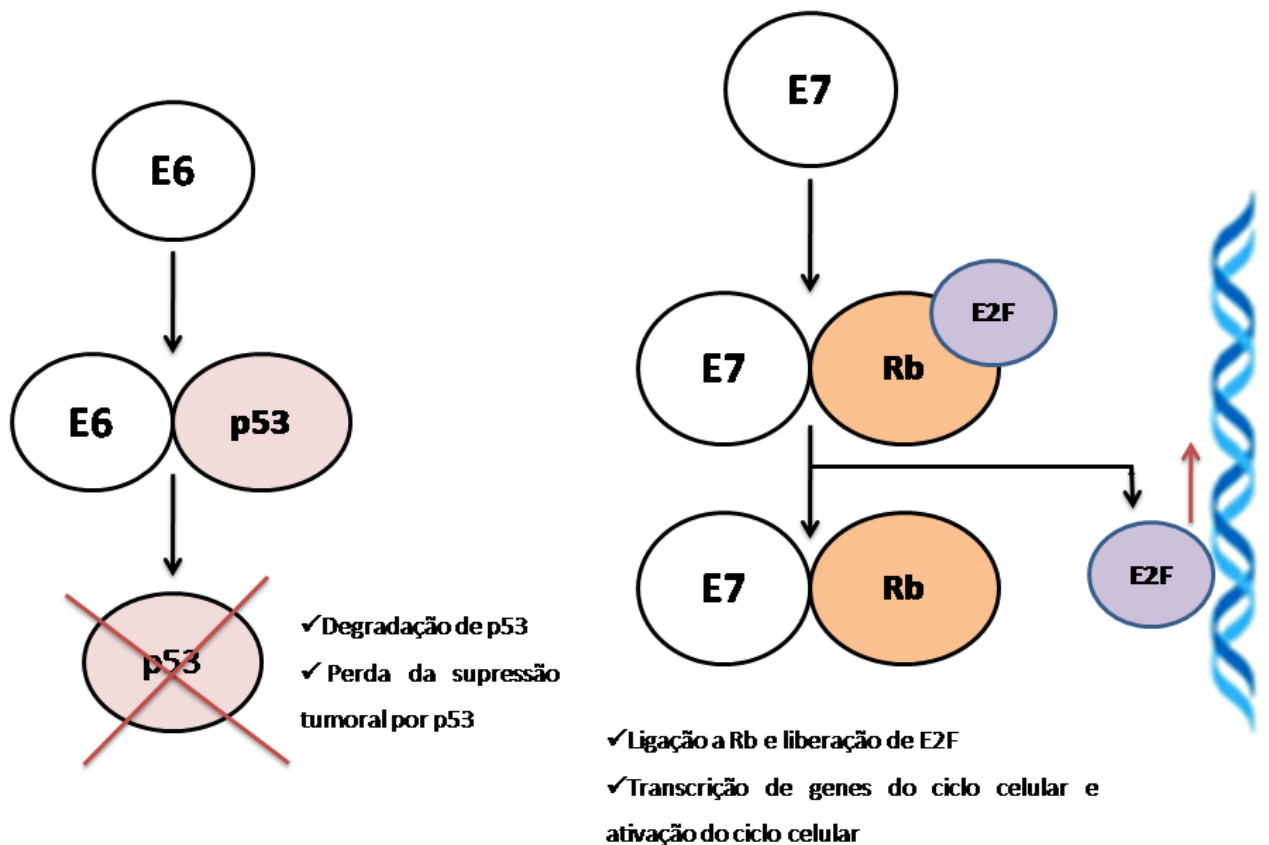 E6
E6
p53
p53
✓Degradação de p53
✓ Perda da supressão
tumoral por p53
E7
E7
Rb
E2F
E7
Rb
E2F
✓Ligação a Rb e liberação de E2F
✓Transcrição de genes do ciclo celular e
ativação do ciclo celular